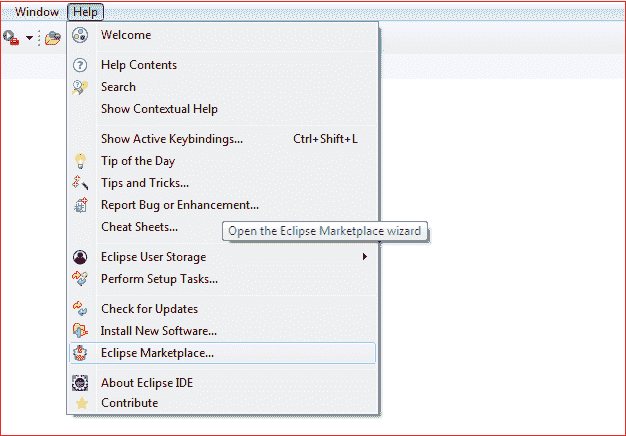 Window Help
Welcome
Help Contents
Search
Show Contextual Help
Show Active Keybindings... Ctrl+Shift+L
Tip of the Day
Tips and Tricks...
Report Bug or Enhancement...
Cheat Sheets...
Open the Eclipse Marketplace wizard
Eclipse User Storage
Perform Setup Tasks...
Check for Updates
Install New Software...
Eclipse Marketplace...
About Eclipse IDE
Contribute